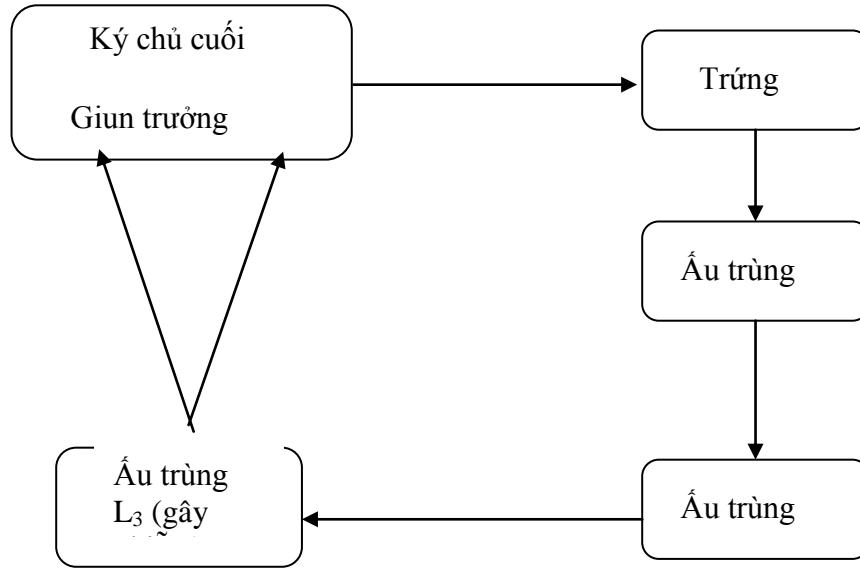 Ký chủ cuối
Giun trưởng
Trứng
Ấu trùng
Ấu trùng
Ấu trùng
L₃ (gây